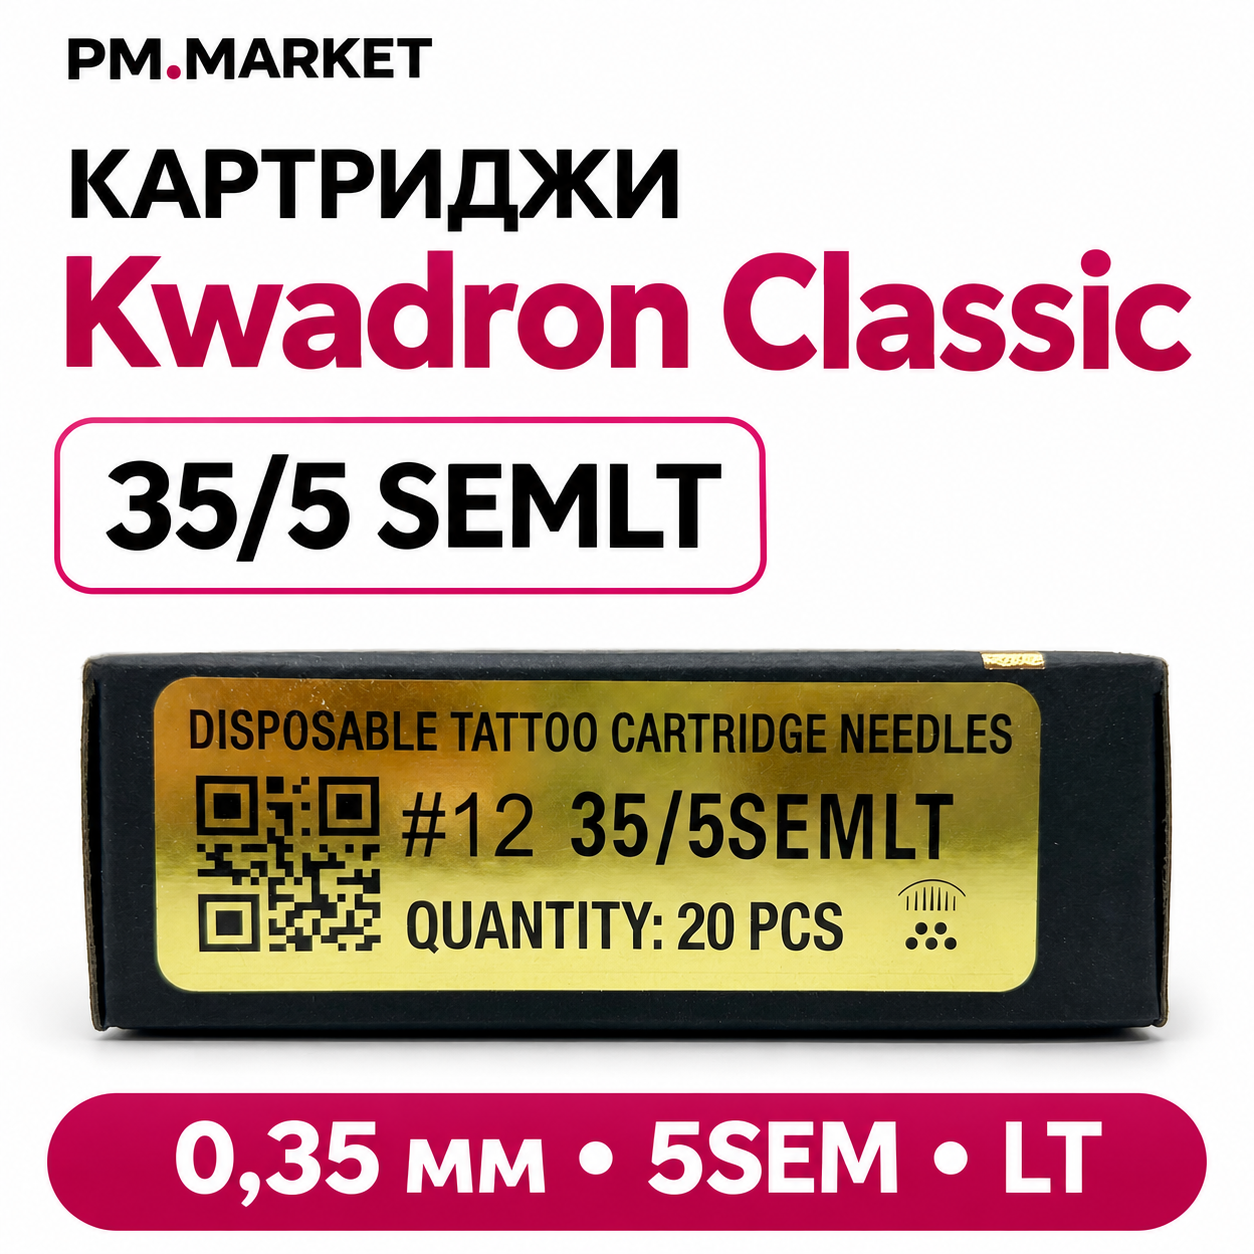 PM.MARKET
КАРТРИДЖИ
Kwadron Classic
35/5 SEMLT
DISPOSABLE TATTOO CARTRIDGE NEEDLES
#12 35/5SEMLT
QUANTITY: 20 PCS
0,35 мм • 5SEM • LT